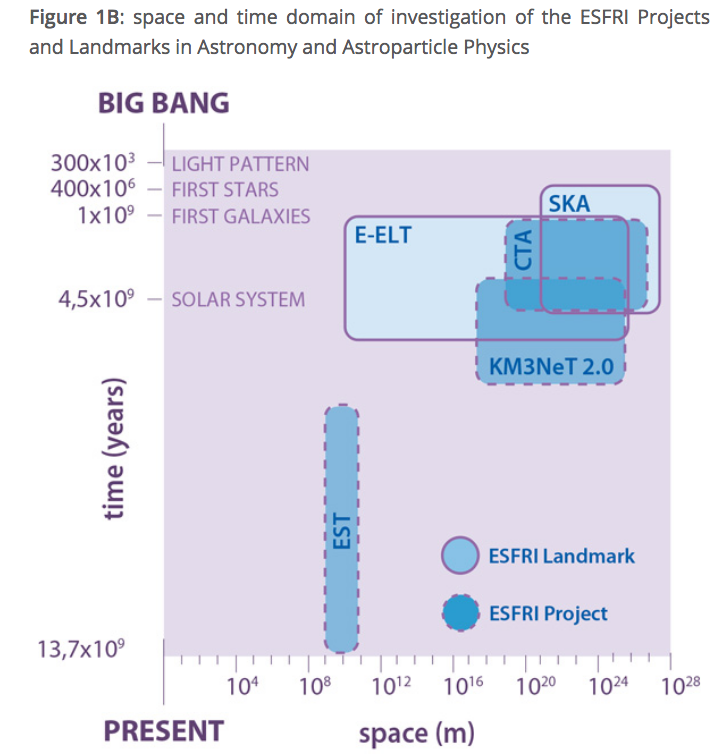 Figure 1B: space and time domain of investigation of the ESFRI Projects
and Landmarks in Astronomy and Astroparticle Physics
BIG BANG
300x10³ LIGHT PATTERN
400x10⁶ FIRST STARS
1x10⁹ FIRST GALAXIES
SKA
E-ELT
CTA
4,5x10⁹ SOLAR SYSTEM
KM3NeT 2.0
time (years)
EST
ESFRI Landmark
ESFRI Project
13,7x10⁹
10⁴ 10⁸ 10¹² 10¹⁶ 10²⁰ 10²⁴ 10²⁸
PRESENT
space (m)